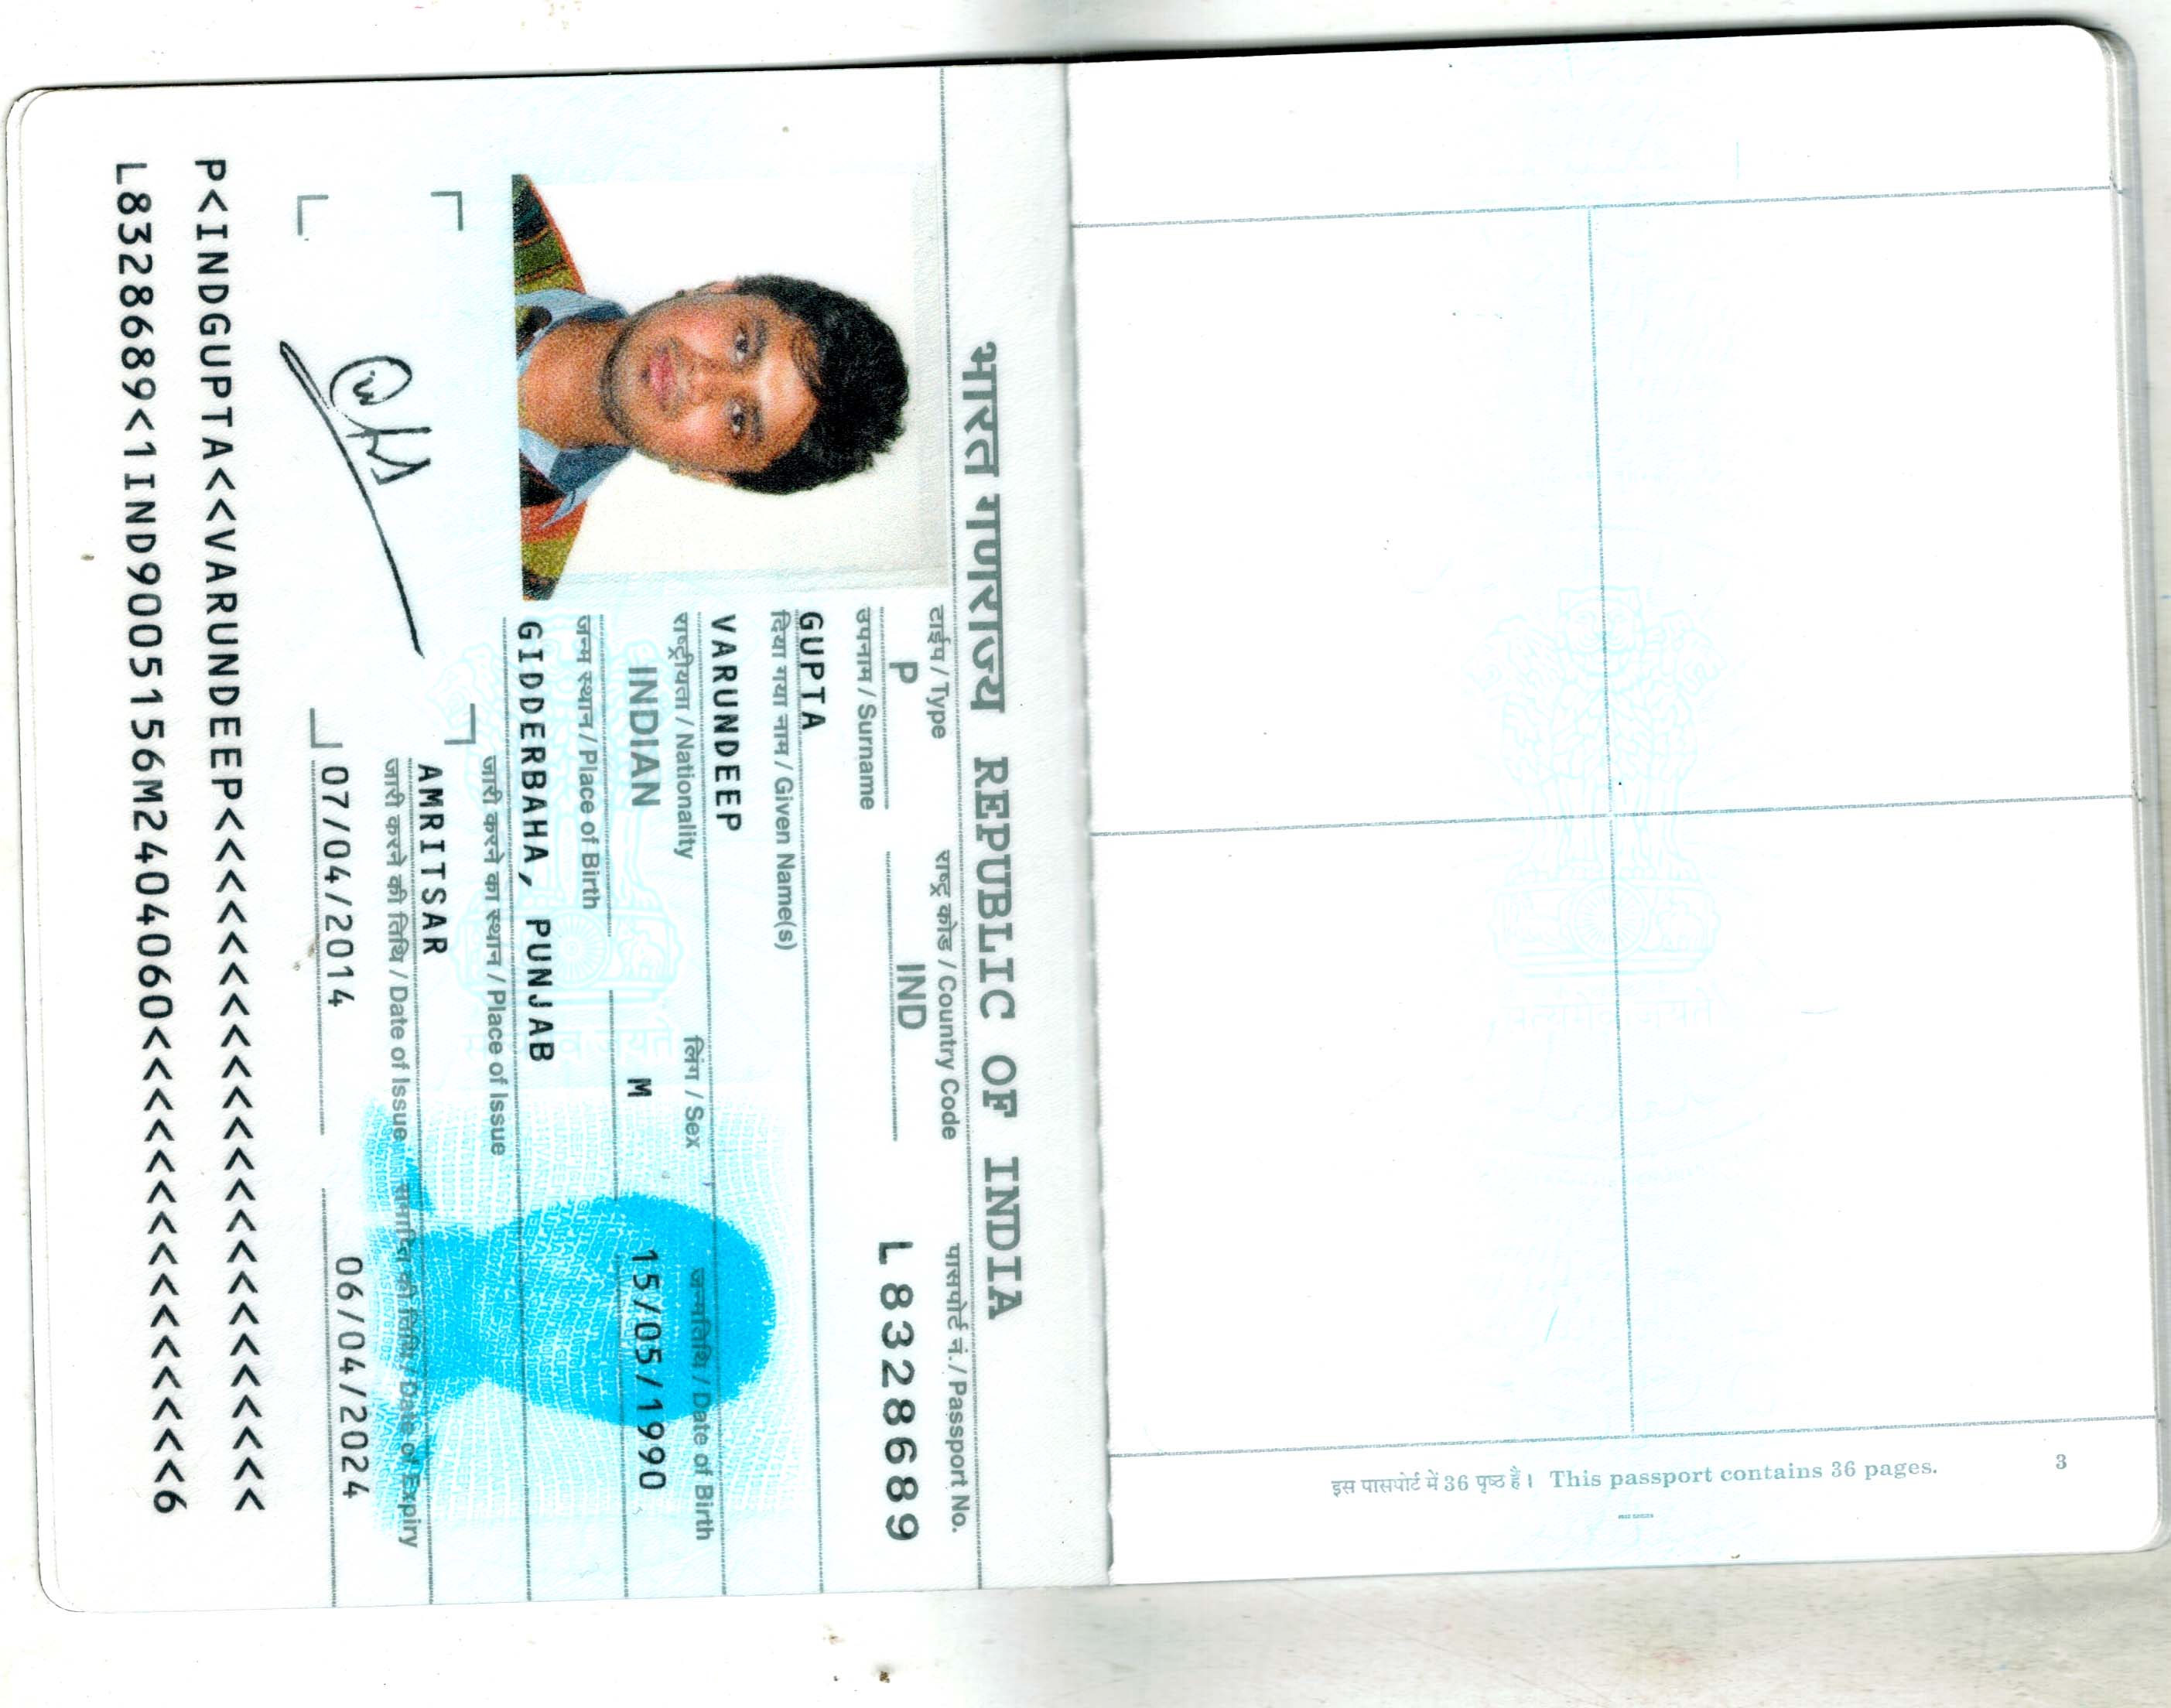 भारत गणराज्य REPUBLIC OF INDIA
टाईप / Type राष्ट्र कोड / Country Code पासपोर्ट नं. / Passport No.
P IND L8328689
उपनाम / Surname
GUPTA
दिया गया नाम / Given Name(s)
VARUNDEEP
राष्ट्रीयता / Nationality लिंग / Sex जन्मतिथि / Date of Birth
INDIAN M 15/05/1990
जन्म स्थान / Place of Birth
GIDDERBAHA, PUNJAB
जारी करने का स्थान / Place of Issue
AMRITSAR
जारी करने की तिथि / Date of Issue समाप्ति की तिथि / Date of Expiry
07/04/2014 06/04/2024
P<INDGUPTA<<VARUNDEEP<<<<<<<<<<<<<<<<<<<<<<<
L8328689<1IND9005156M2404060<<<<<<<<<<<<<<<6
सत्यमेव जयते
सत्यमेव जयते
इस पासपोर्ट में 36 पृष्ठ हैं। This passport contains 36 pages. 3